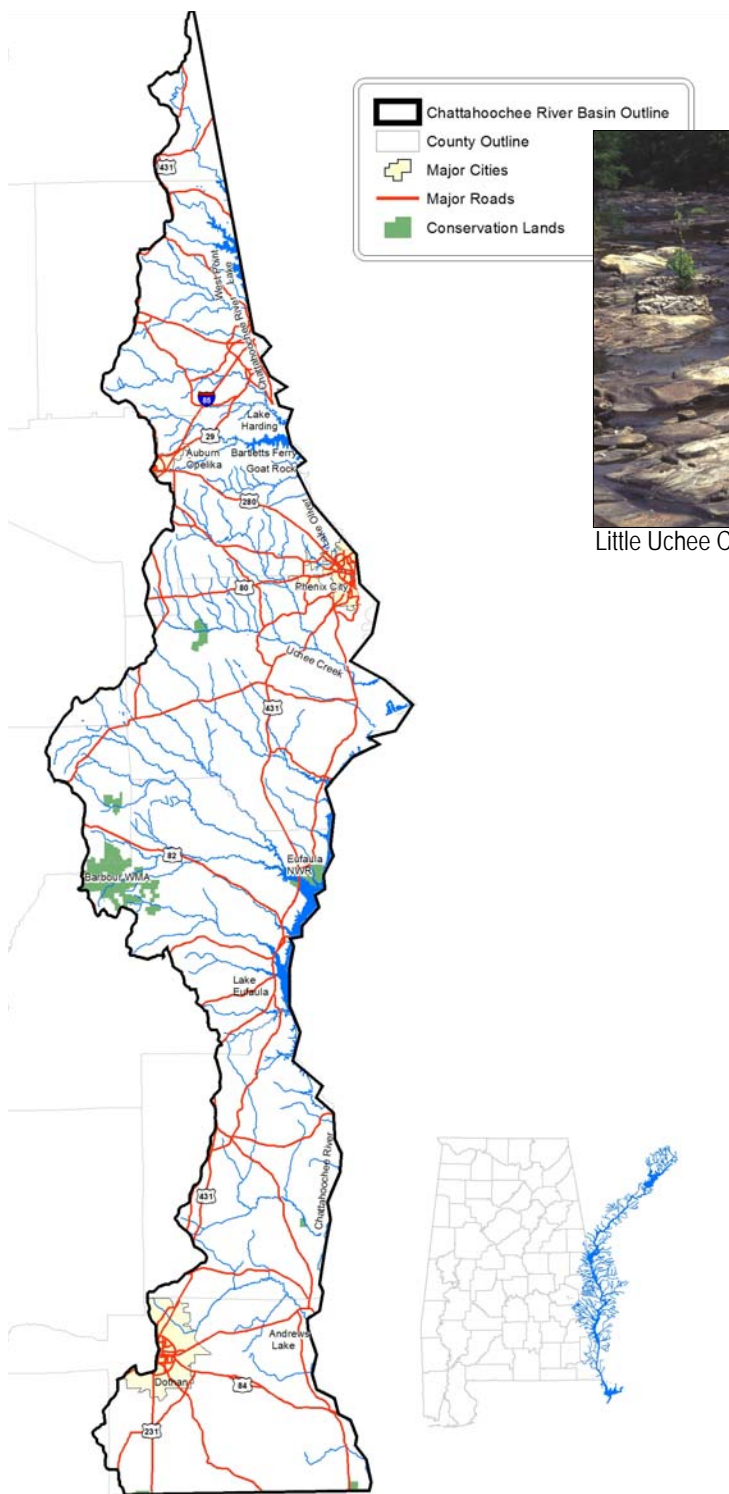 Chattahoochee River Basin Outline
County Outline
Major Cities
Major Roads
Conservation Lands
Little Uchee C
431
West Point
Lake
Chattahoochee River
85
Lake
Harding
29
Auburn
Opelika
Bartletts Ferry
Goat Rock
280
Lake Oliver
80
Phenix City
Uchee Creek
431
82
Eufaula
NWR
Barbour WMA
Lake
Eufaula
Chattahoochee River
431
Andrews
Lake
Dothan
84
231